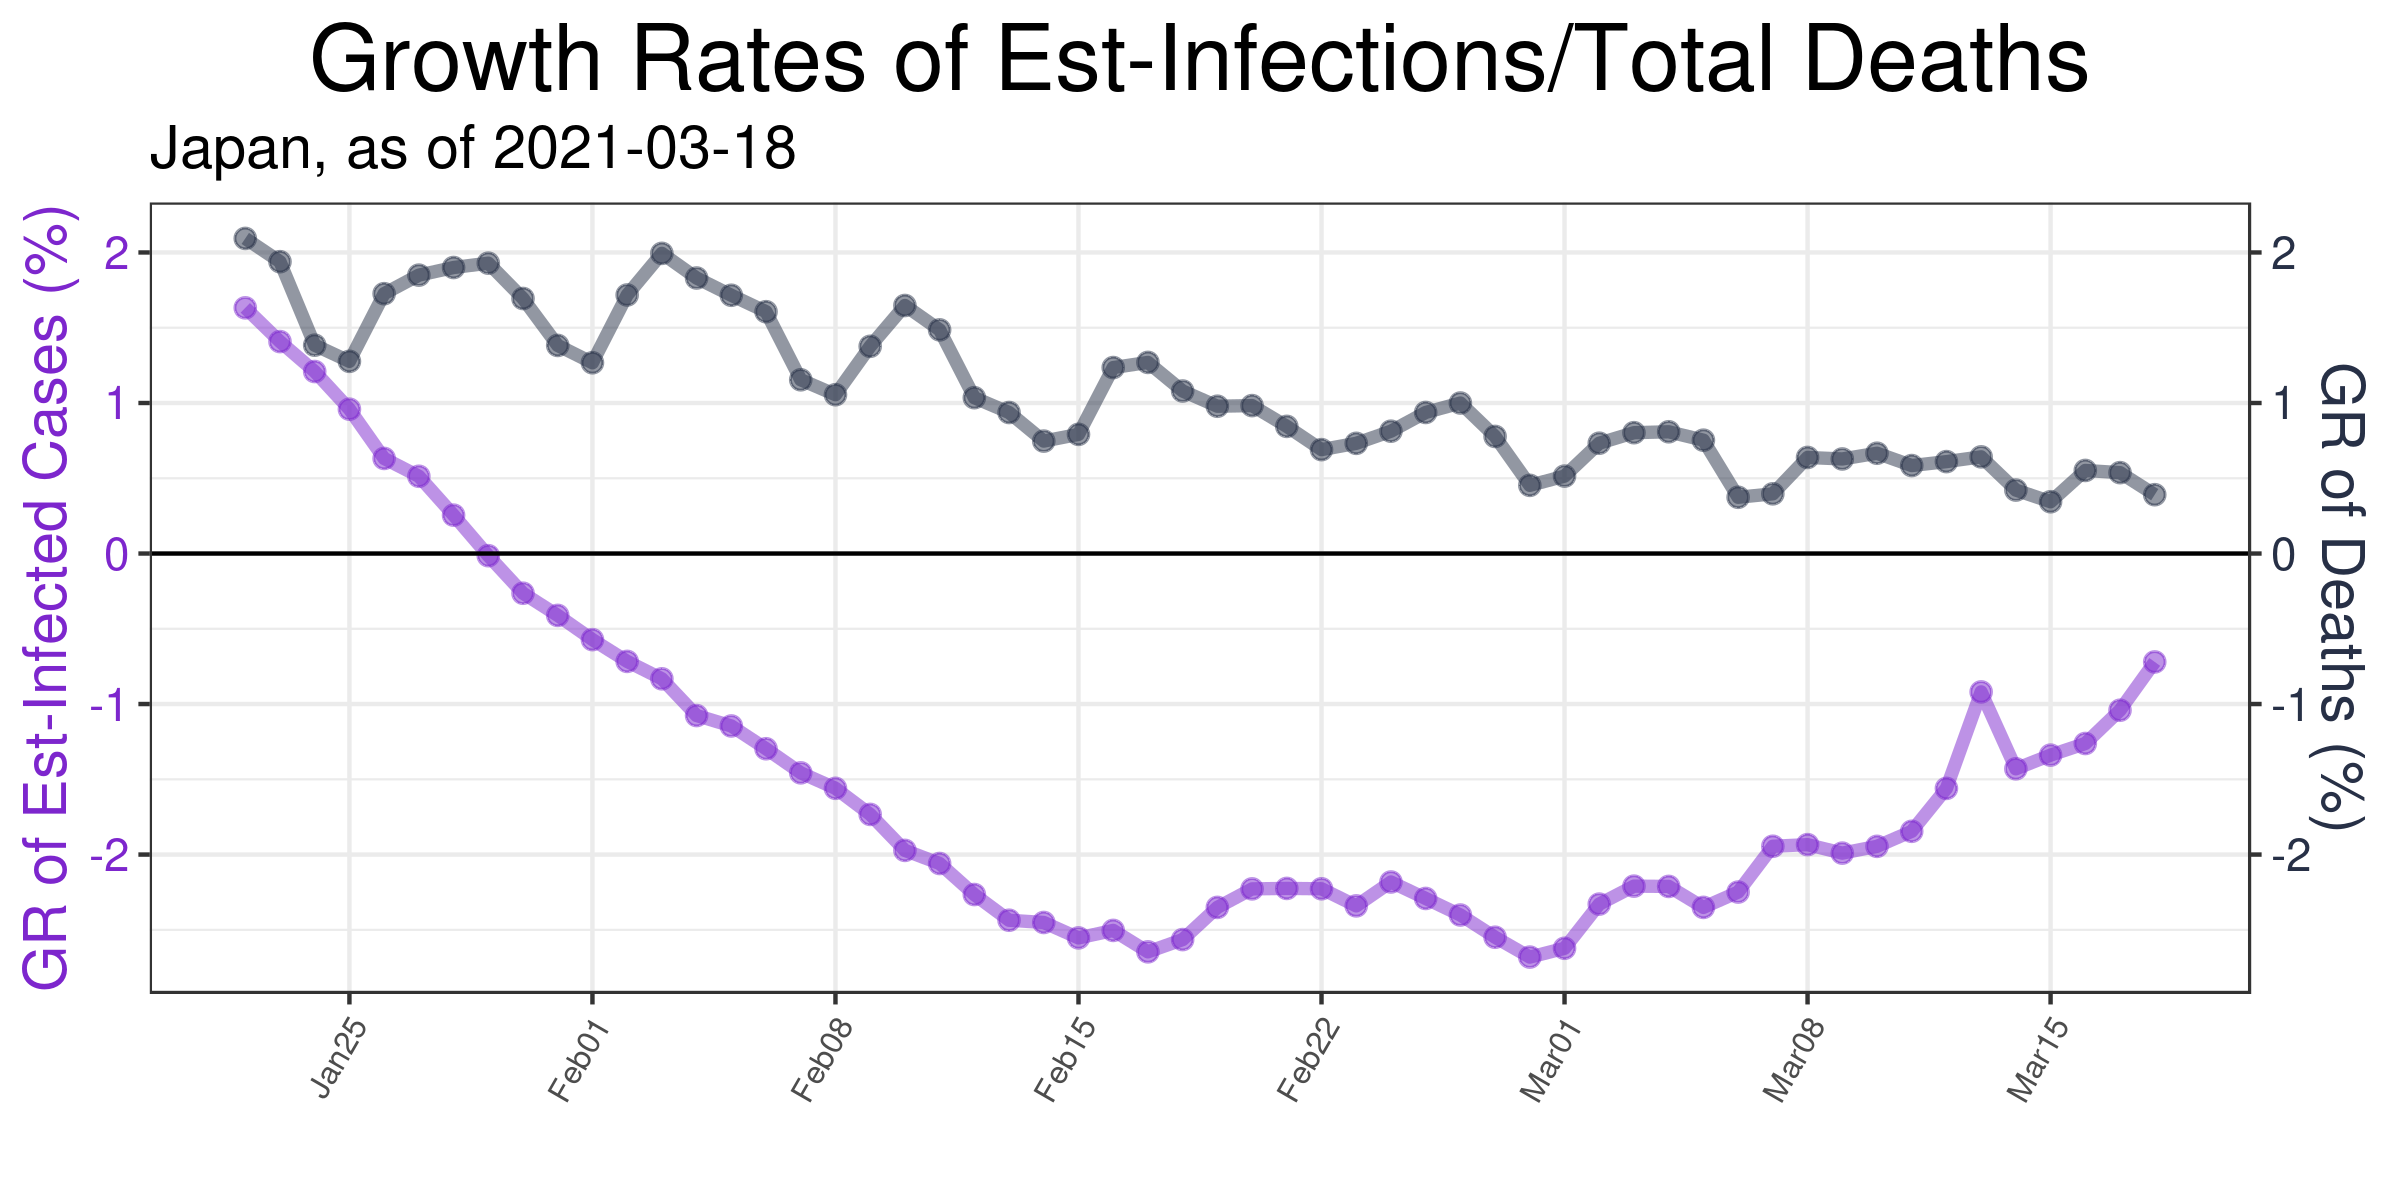 Growth Rates of Est-Infections/Total Deaths
Japan, as of 2021-03-18
GR of Est-Infected Cases (%)
2
1
0
-1
-2
2
1
0
-1
-2
GR of Deaths (%)
Jan25
Feb01
Feb08
Feb15
Feb22
Mar01
Mar08
Mar15